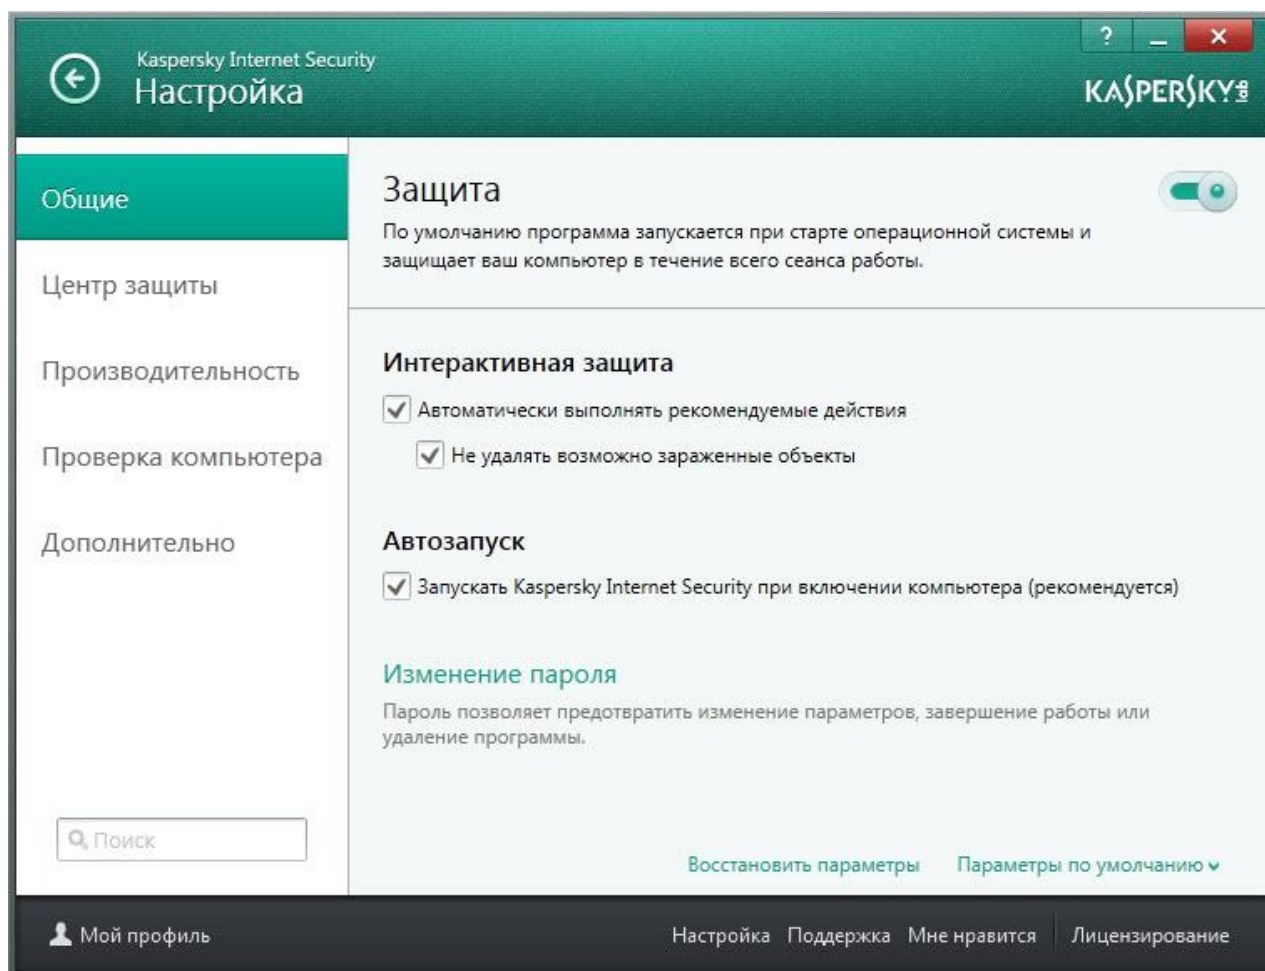 Kaspersky Internet Security
Настройка
?
KASPERSKY lab
Общие
Центр защиты
Производительность
Проверка компьютера
Дополнительно
Поиск
Защита
По умолчанию программа запускается при старте операционной системы и
защищает ваш компьютер в течение всего сеанса работы.
Интерактивная защита
Автоматически выполнять рекомендуемые действия
Не удалять возможно зараженные объекты
Автозапуск
Запускать Kaspersky Internet Security при включении компьютера (рекомендуется)
Изменение пароля
Пароль позволяет предотвратить изменение параметров, завершение работы или
удаление программы.
Восстановить параметры Параметры по умолчанию
Мой профиль
Настройка Поддержка Мне нравится Лицензирование